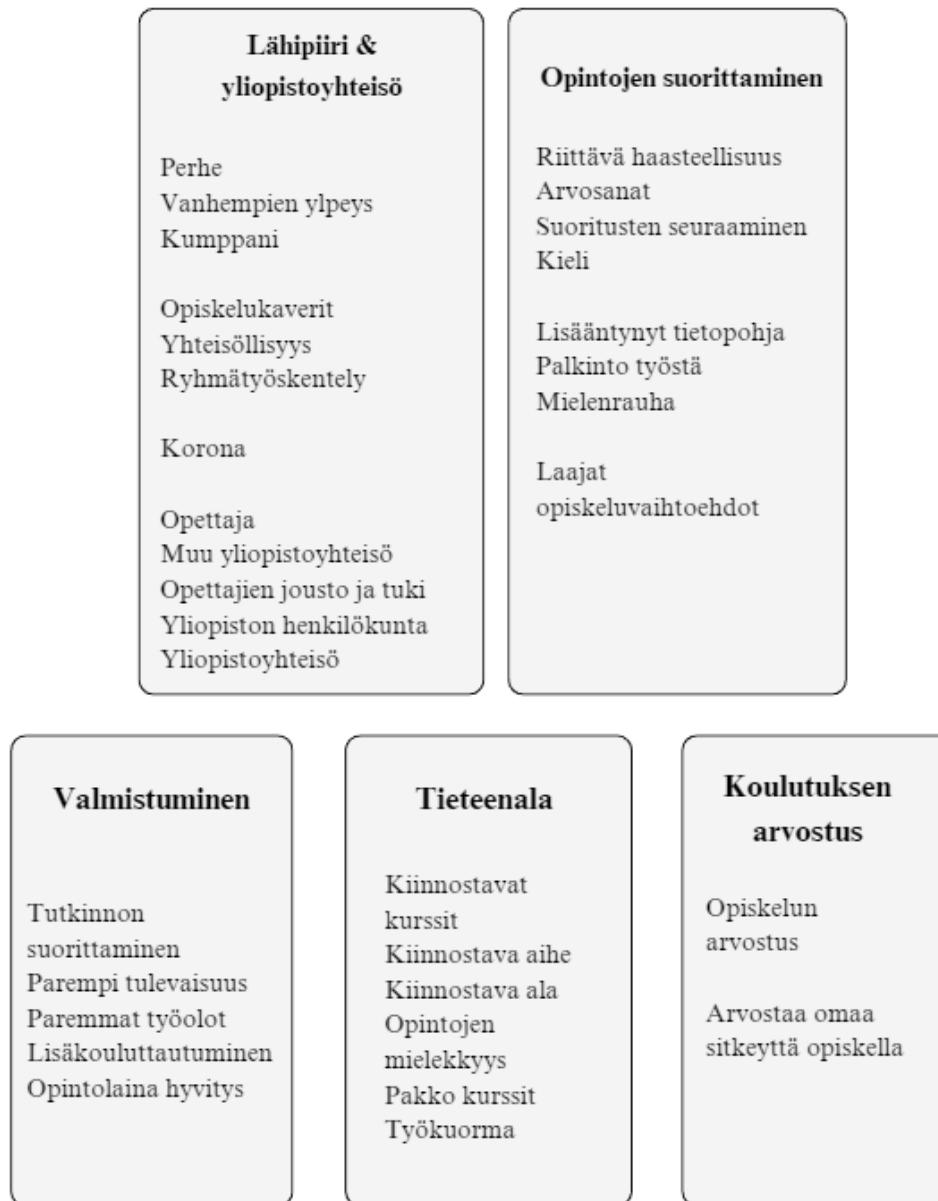 Lähipiiri &
yliopistoyhteisö
Perhe
Vanhempien ylpeys
Kumppani
Opiskelukaverit
Yhteisöllisyys
Ryhmätyöskentely
Korona
Opettaja
Muu yliopistoyhteisö
Opettajien jousto ja tuki
Yliopiston henkilökunta
Yliopistoyhteisö
Opintojen suorittaminen
Riittävä haasteellisuus
Arvosanat
Suoritusten seuraaminen
Kieli
Lisääntynyt tietopohja
Palkinto työstä
Mielenrauha
Laajat
opiskeluvaihtoehdot
Valmistuminen
Tutkinnon
suorittaminen
Parempi tulevaisuus
Paremmat työolot
Lisäkouluttautuminen
Opintolaina hyvitys
Tieteenala
Kiinnostavat
kurssit
Kiinnostava aihe
Kiinnostava ala
Opintojen
mielekkyys
Pakko kurssit
Työkuorma
Koulutuksen
arvostus
Opiskelun
arvostus
Arvostaa omaa
sitkeyttä opiskella